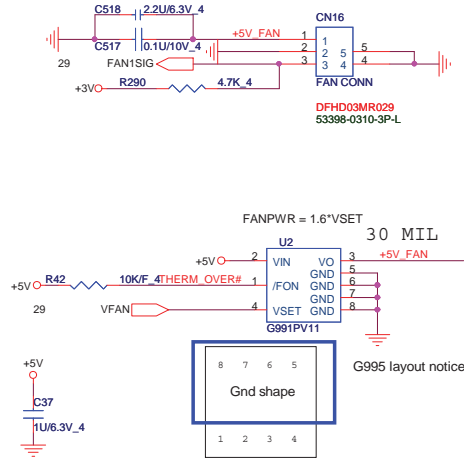 C518 2.2U/6.3V_4
CN16
C517 0.1U/10V_4
+5V_FAN 1 1
2 2 5 5
29 FAN1SIG 3 3 4 4
+3V R290 4.7K_4 FAN CONN
DFHD03MR029
53398-0310-3P-L
FANPWR = 1.6*VSET
30 MIL
U2
+5V 2 VIN VO 3 +5V_FAN
GND 5
+5V R42 10K/F_4 THERM_OVER# 1 /FON GND 6
GND 7
29 VFAN 4 VSET GND 8
G991PV11
G995 layout notice
8 7 6 5
Gnd shape
1 2 3 4
+5V
C37
1U/6.3V_4